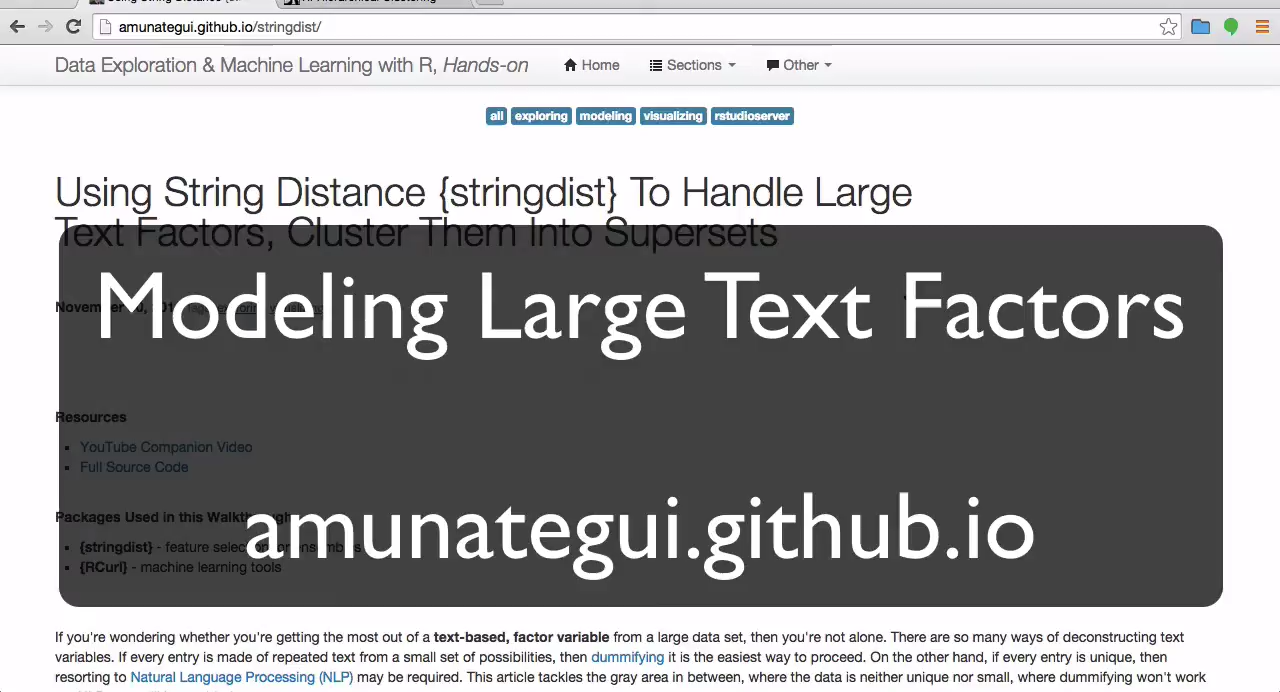 amunategui.github.io/stringdist/
Data Exploration & Machine Learning with R, Hands-on Home Sections Other
all exploring modeling visualizing rstudioserver
Using String Distance {stringdist} To Handle Large
Text Factors, Cluster Them Into Supersets
Modeling Large Text Factors
Resources
YouTube Companion Video
Full Source Code
Packages Used in this
amunategui.github.io
{stringdist} - feature
{RCurl} - machine learning tools
If you're wondering whether you're getting the most out of a text-based, factor variable from a large data set, then you're not alone. There are so many ways of deconstructing text
variables. If every entry is made of repeated text from a small set of possibilities, then dummifying it is the easiest way to proceed. On the other hand, if every entry is unique, then
resorting to Natural Language Processing (NLP) may be required. This article tackles the gray area in between, where the data is neither unique nor small, where dummifying won't work